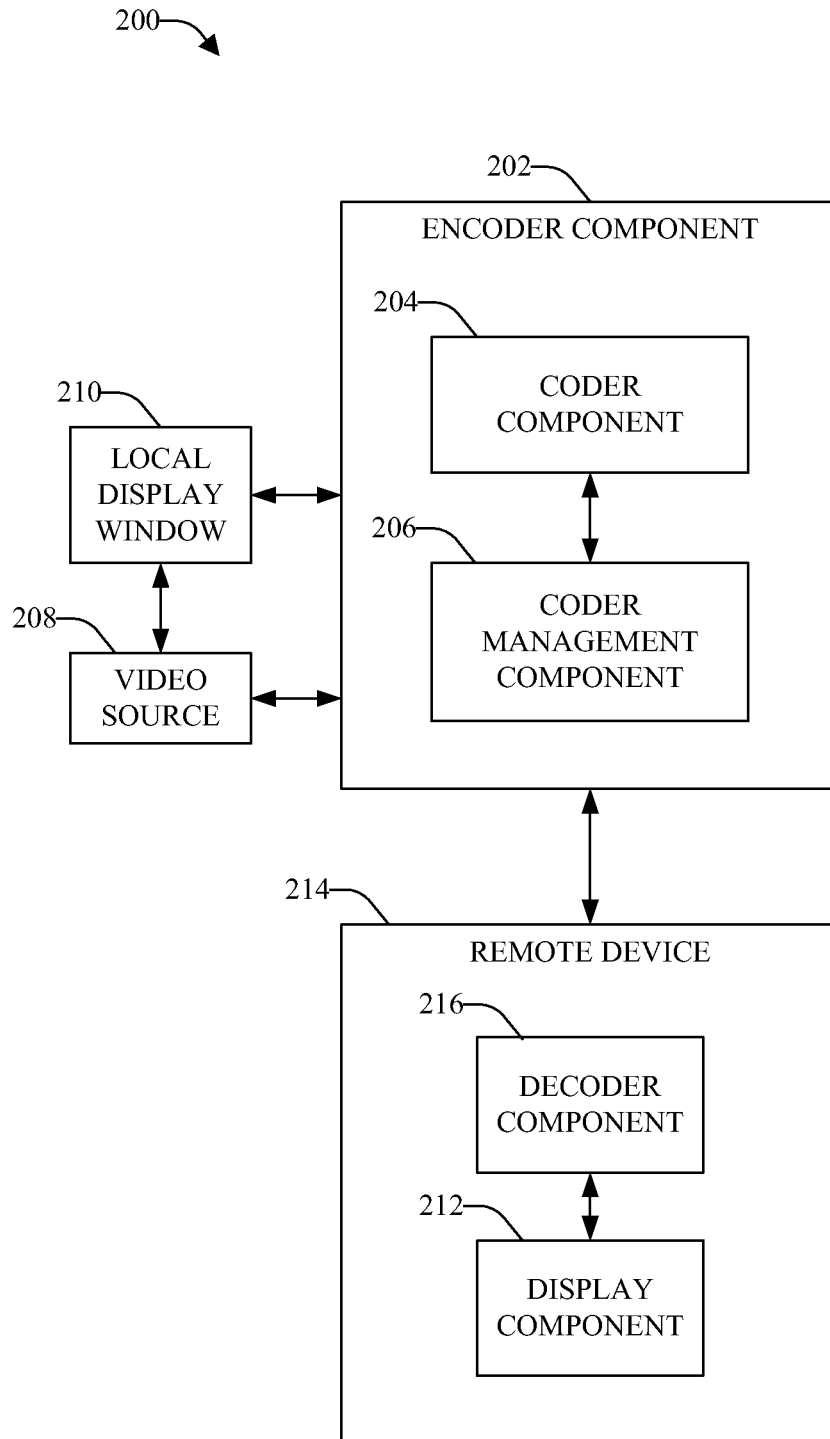 200
202
ENCODER COMPONENT
204
CODER
COMPONENT
210
LOCAL
DISPLAY
WINDOW
206
CODER
MANAGEMENT
COMPONENT
208
VIDEO
SOURCE
214
REMOTE DEVICE
216
DECODER
COMPONENT
212
DISPLAY
COMPONENT